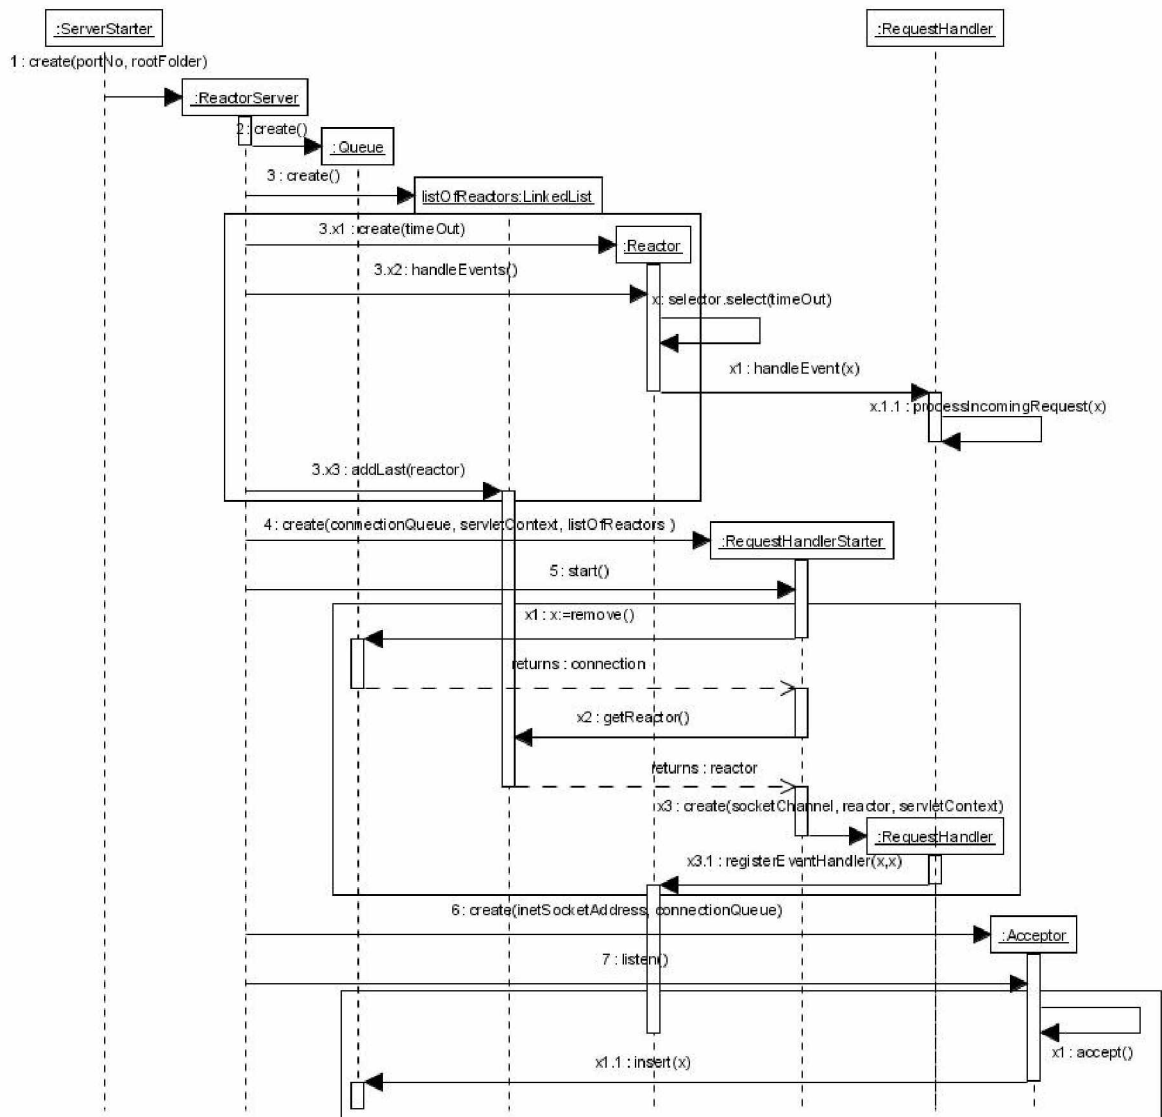 :ServerStarter
:RequestHandler
1 : create(portNo, rootFolder)
:ReactorServer
2: create()
:Queue
3 : create()
listOfReactors:LinkedList
3.x1 : create(timeOut)
:Reactor
3.x2: handleEvents()
x: selector.select(timeOut)
x1 : handleEvent(x)
x.1.1 : processIncomingRequest(x)
3.x3 : addLast(reactor)
4 : create(connectionQueue, servletContext, listOfReactors )
:RequestHandlerStarter
5 : start()
x1 : x:=remove()
returns : connection
x2 : getReactor()
returns : reactor
x3 : create(socketChannel, reactor, servletContext)
:RequestHandler
x3.1 : registerEventHandler(x,x)
6 : create(inetSocketAddress, connectionQueue)
:Acceptor
7 : listen()
x1 : accept()
x1.1 : insert(x)